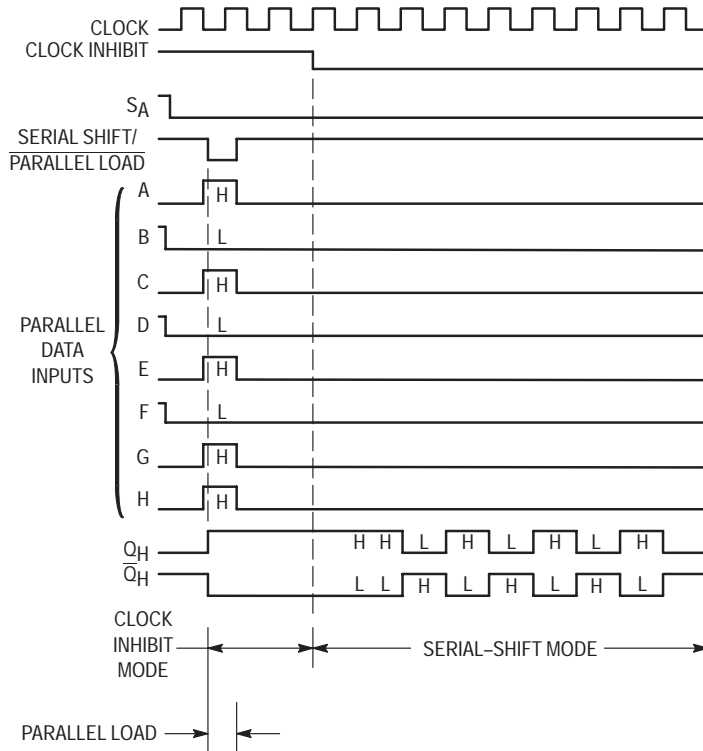 CLOCK
CLOCK INHIBIT
SA
SERIAL SHIFT/
PARALLEL LOAD
A H
B L
C H
D L
E H
F L
G H
H H
PARALLEL
DATA
INPUTS
QH H H L H L H L H
QH L L H L H L H L
CLOCK
INHIBIT
MODE
SERIAL–SHIFT MODE
PARALLEL LOAD